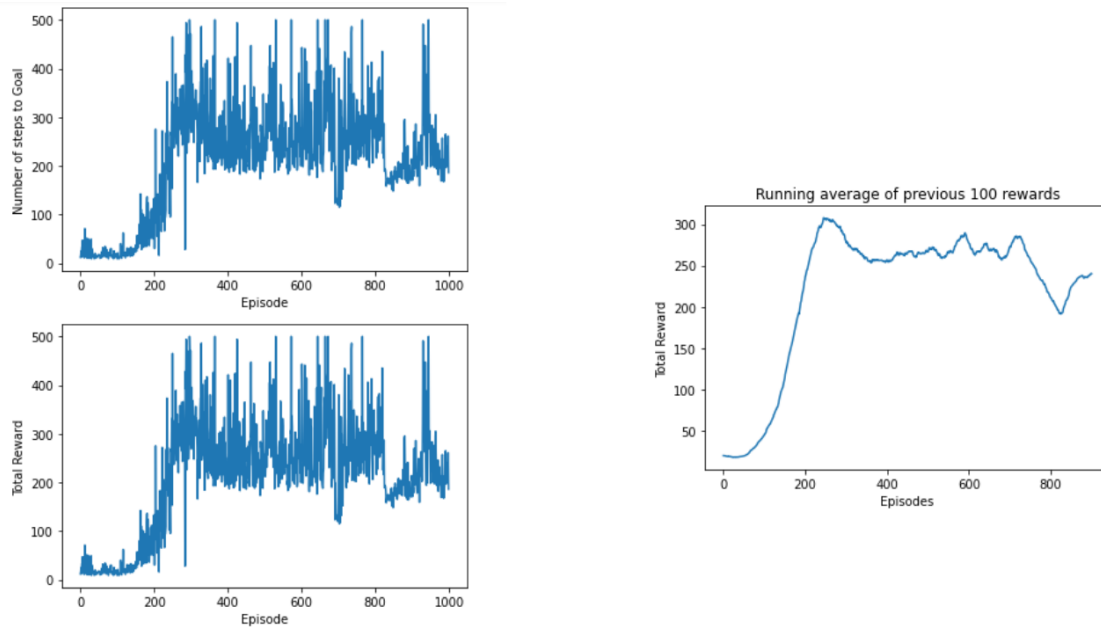 500
400
300
200
100
0
Number of steps to Goal
0 200 400 600 800 1000
Episode
500
400
300
200
100
0
Total Reward
0 200 400 600 800 1000
Episode
Running average of previous 100 rewards
300
250
200
150
100
50
Total Reward
0 200 400 600 800
Episodes